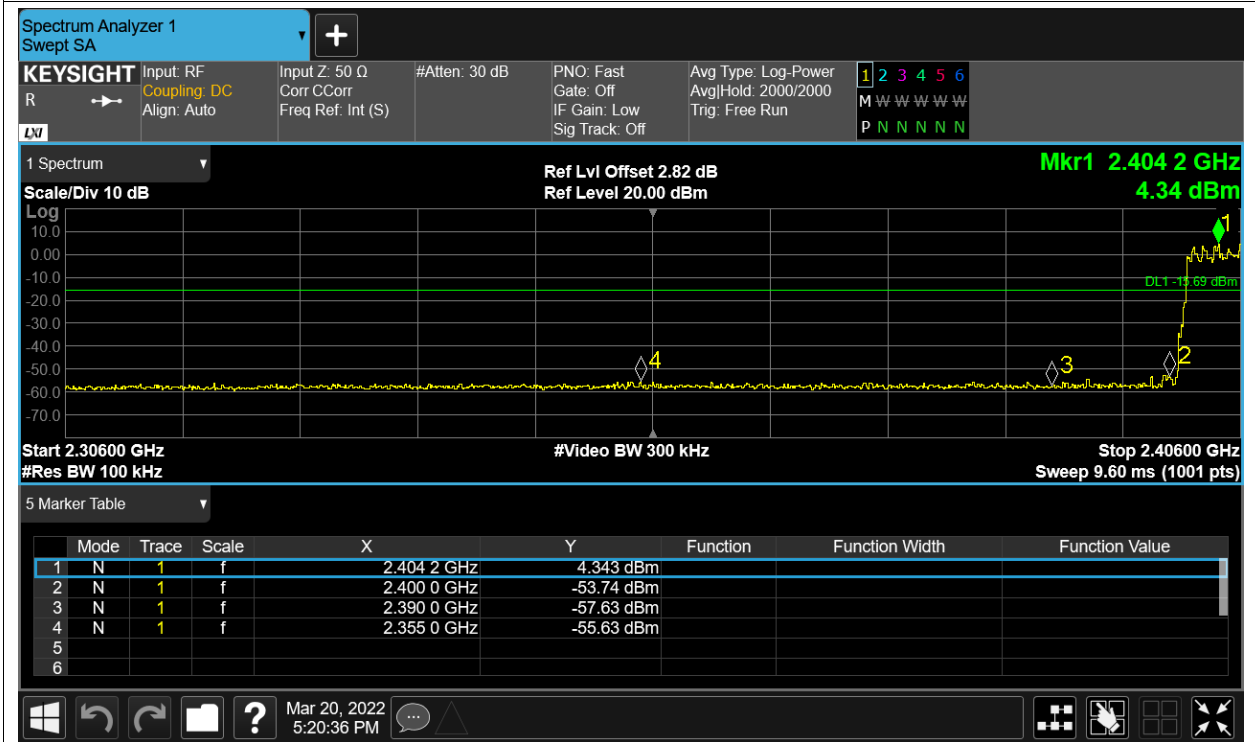 Spectrum Analyzer 1
Swept SA
KEYSIGHT
R
LXI
Input: RF
Coupling: DC
Align: Auto
Input Z: 50 Ω
Corr CCorr
Freq Ref: Int (S)
#Atten: 30 dB
PNO: Fast
Gate: Off
IF Gain: Low
Sig Track: Off
Avg Type: Log-Power
Avg|Hold: 2000/2000
Trig: Free Run
1 2 3 4 5 6
M W W W W W
P N N N N N
1 Spectrum
Scale/Div 10 dB
Ref Lvl Offset 2.82 dB
Ref Level 20.00 dBm
Mkr1 2.404 2 GHz
4.34 dBm
Log
10.0
0.00
-10.0
-20.0
-30.0
-40.0
-50.0
-60.0
-70.0
1
DL1 -15.69 dBm
4
3
2
Start 2.30600 GHz
#Res BW 100 kHz
#Video BW 300 kHz
Stop 2.40600 GHz
Sweep 9.60 ms (1001 pts)
5 Marker Table
Mode Trace Scale X Y Function Function Width Function Value
1 N 1 f 2.404 2 GHz 4.343 dBm
2 N 1 f 2.400 0 GHz -53.74 dBm
3 N 1 f 2.390 0 GHz -57.63 dBm
4 N 1 f 2.355 0 GHz -55.63 dBm
5
6
?
Mar 20, 2022
5:20:36 PM